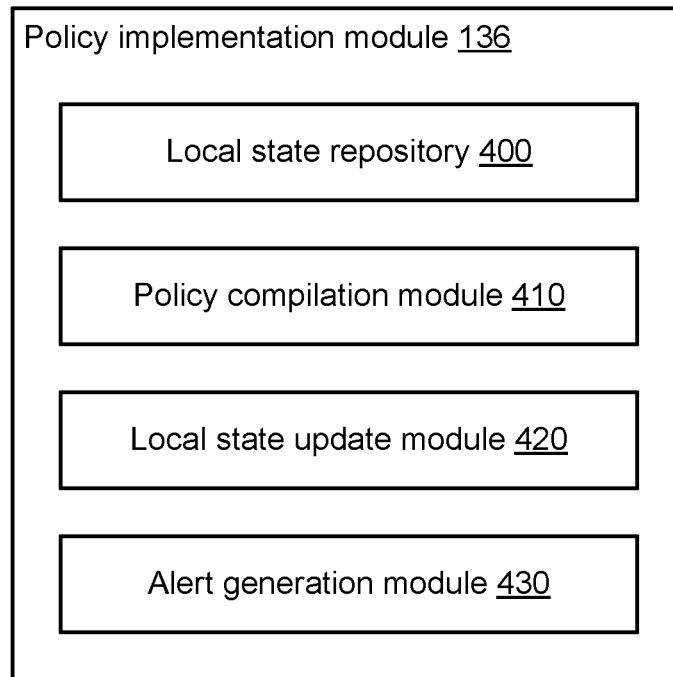 Policy implementation module 136
Local state repository 400
Policy compilation module 410
Local state update module 420
Alert generation module 430